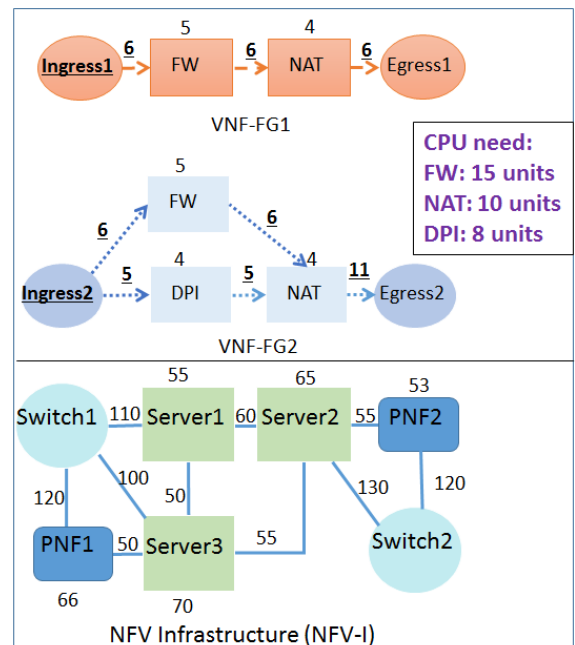 5 4
6 6 6
Ingress1 FW NAT Egress1
VNF-FG1
CPU need:
FW: 15 units
NAT: 10 units
DPI: 8 units
5
FW
6 6
4 4
5 5 11
Ingress2 DPI NAT Egress2
VNF-FG2
55 65 53
Switch1 110 Server1 60 Server2 55 PNF2
100 130
120 50 120
PNF1 50 Server3 55 Switch2
66 70
NFV Infrastructure (NFV-I)